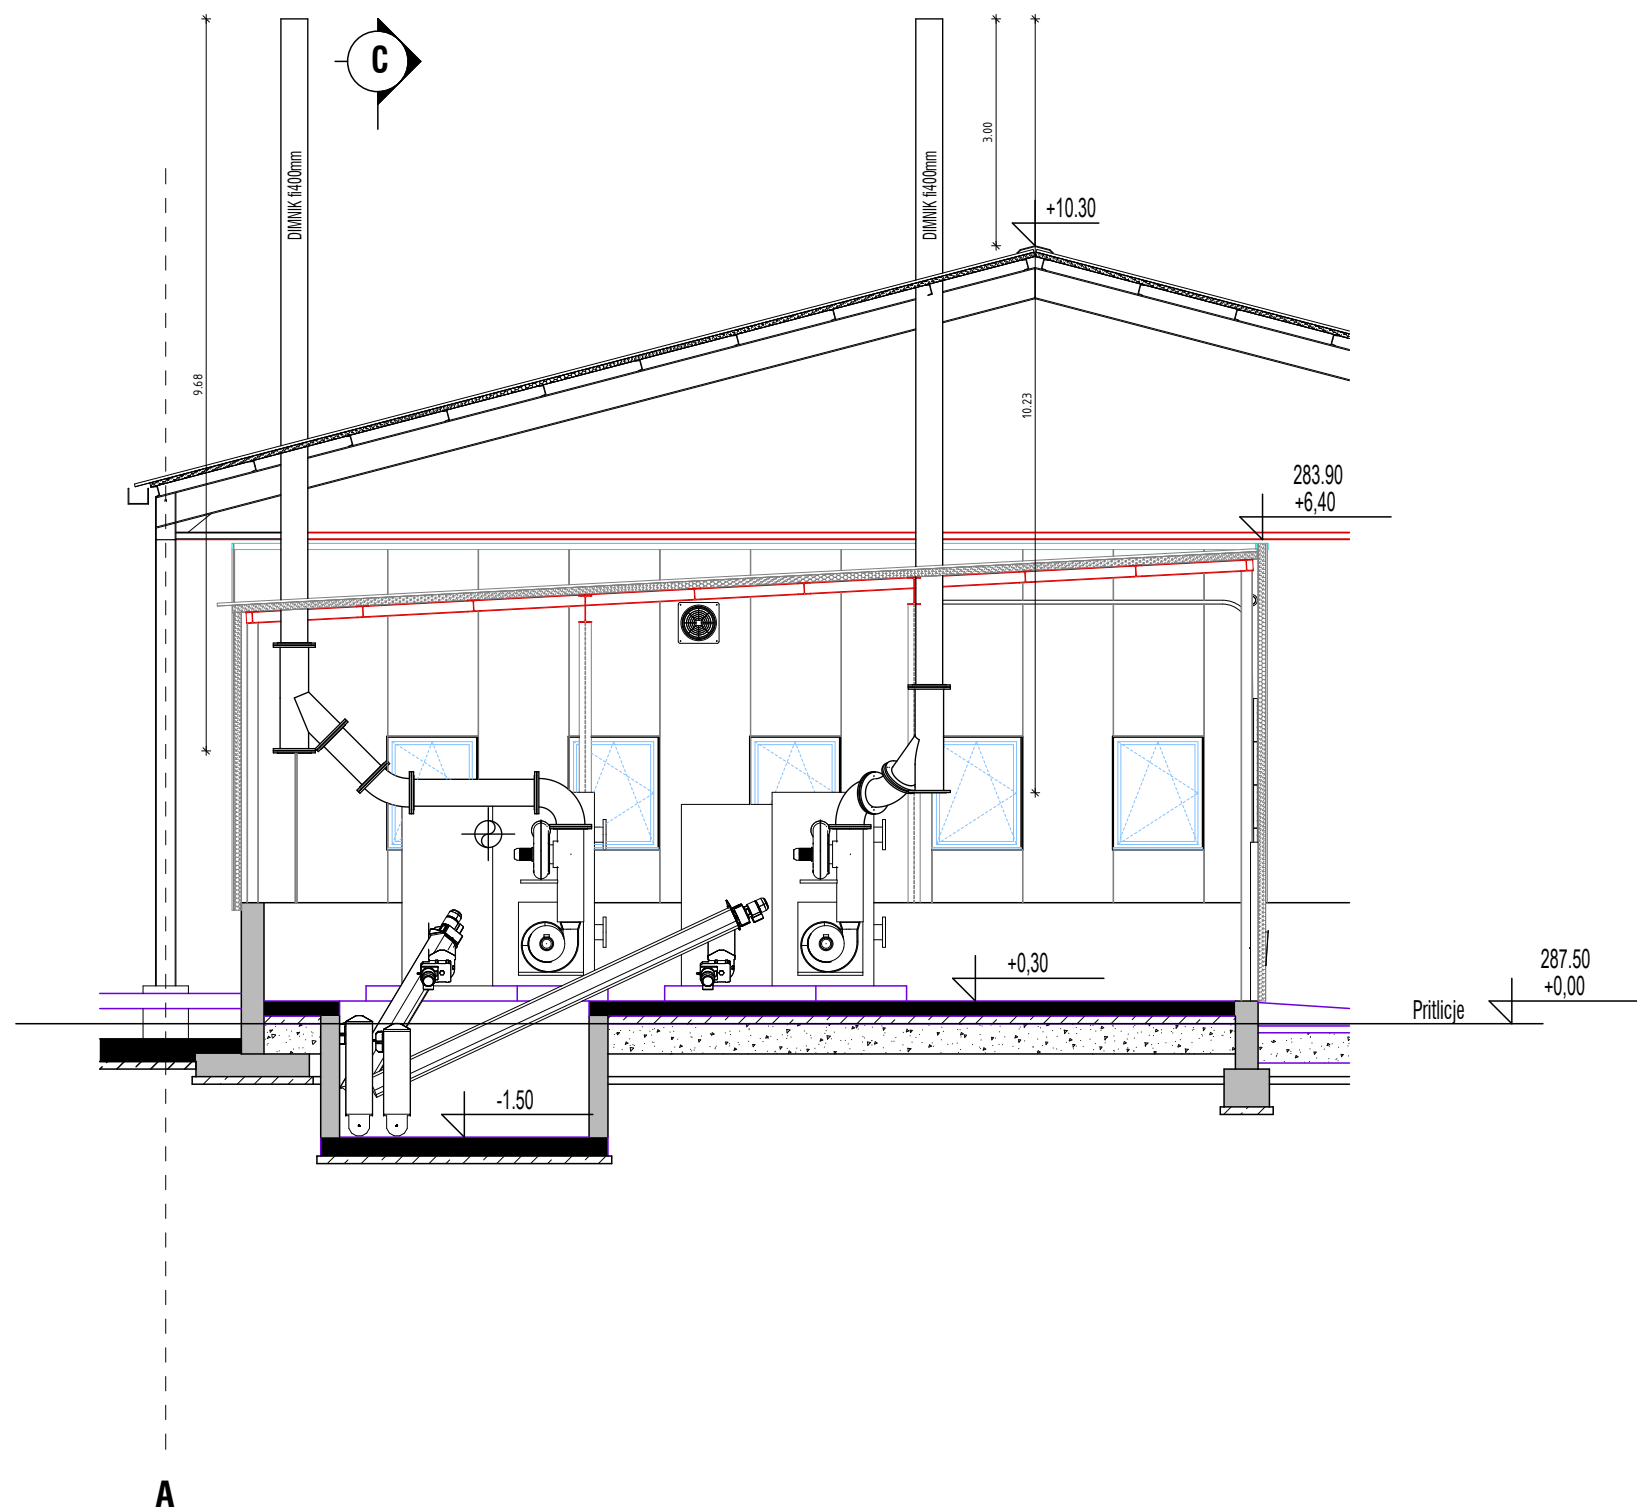 C
DIMNIK fi400mm
DIMNIK fi400mm
3.00
+10.30
9.68
10.23
283.90
+6,40
+0,30
287.50
+0,00
Pritlicje
-1.50
A